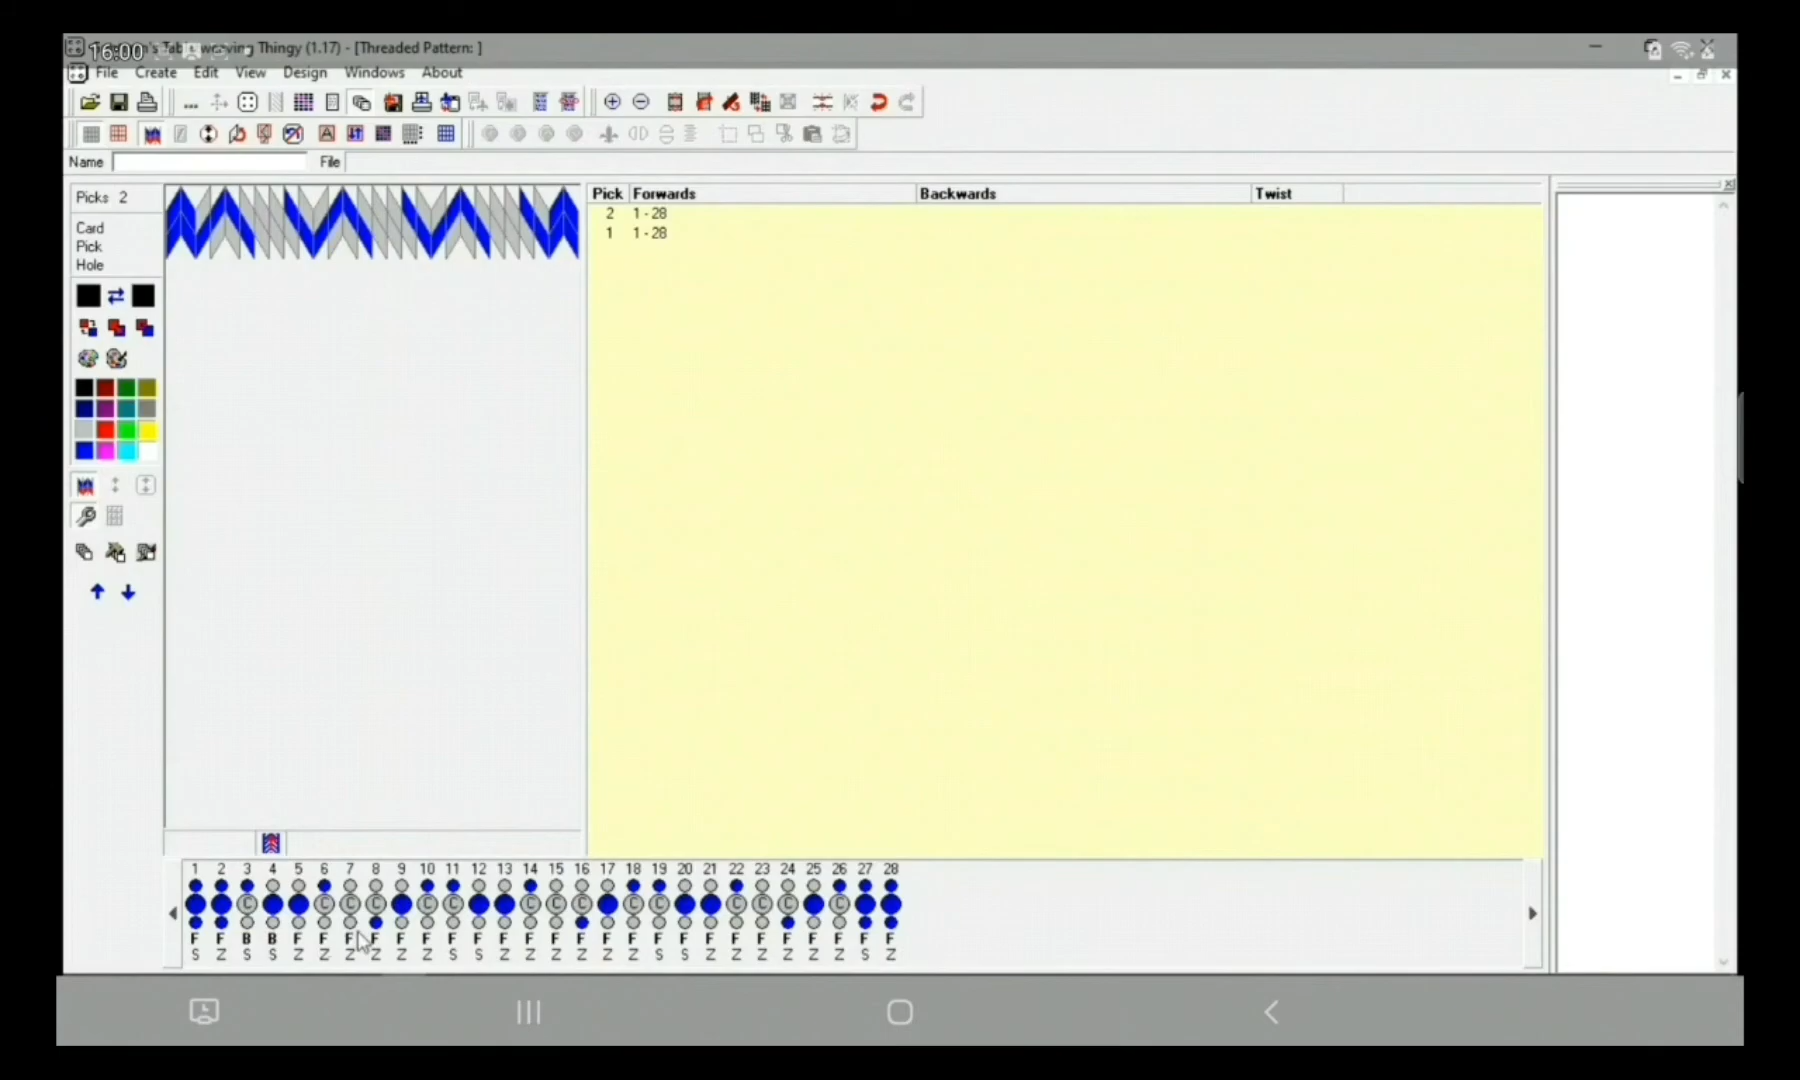 16:00
's Tabletweaving Thingy (1.17) - [Threaded Pattern: ]
File Create Edit View Design Windows About
Name File
Picks 2
Card
Pick
Hole
Pick Forwards Backwards Twist
2 1 - 28
1 1 - 28
1 2 3 4 5 6 7 8 9 10 11 12 13 14 15 16 17 18 19 20 21 22 23 24 25 26 27 28
C C C C C C C C C C C C C C C C
F F B B F F F F F F F F F F F F F F F F F F F F F F F F
S Z S S Z Z Z Z Z Z S S Z Z Z Z Z Z S S Z Z Z Z Z Z S Z